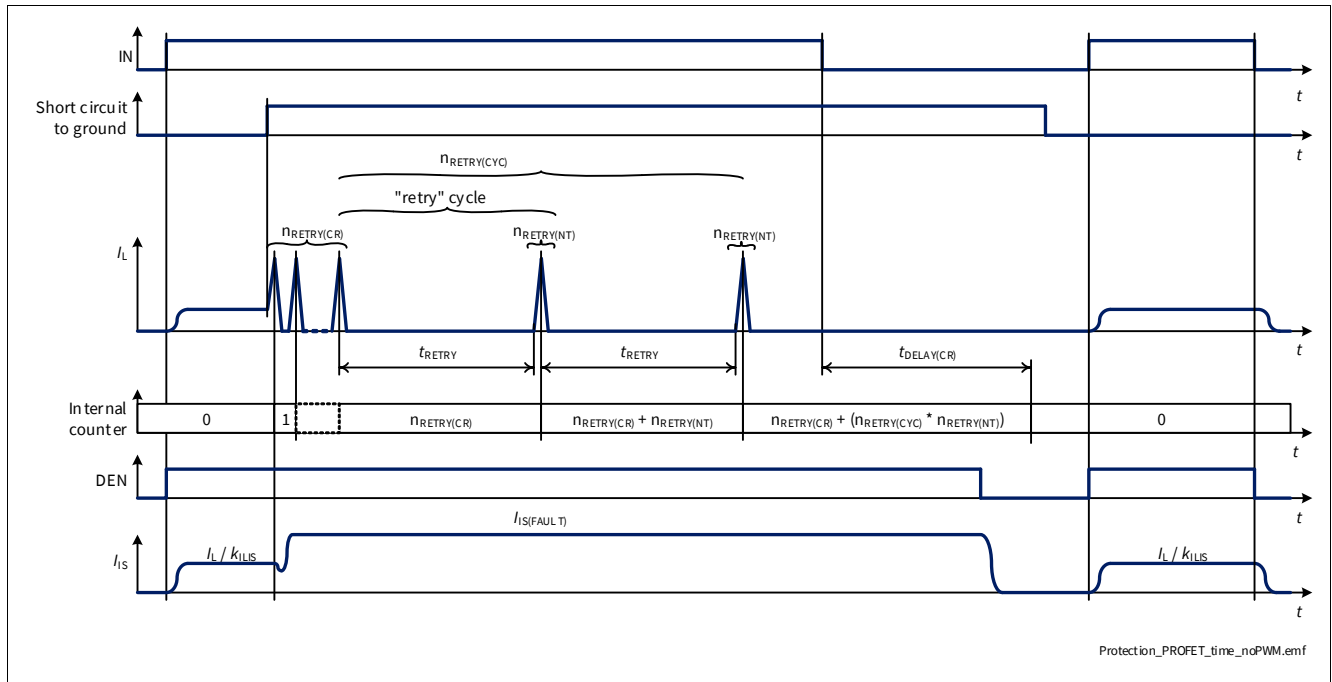 IN
t
Short circuit
to ground
t
nRETRY(CYC)
"retry" cycle
nRETRY(CR)
nRETRY(NT)
nRETRY(NT)
IL
t
tRETRY
tRETRY
tDELAY(CR)
Internal
counter
0
1
nRETRY(CR)
nRETRY(CR) + nRETRY(NT)
nRETRY(CR) + (nRETRY(CYC) * nRETRY(NT))
0
t
DEN
t
IIS(FAULT)
IIS
IL / kILIS
IL / kILIS
t
Protection_PROFET_time_noPWM.emf